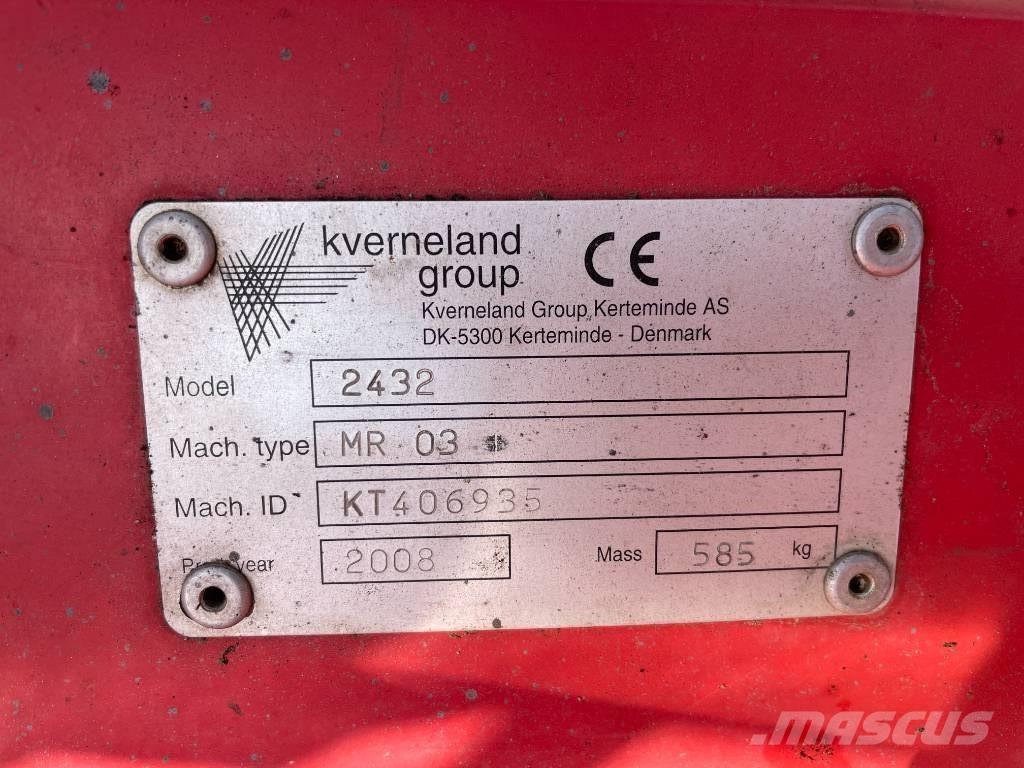 kverneland
group
CE
Kverneland Group Kerteminde AS
DK-5300 Kerteminde - Denmark
Model 2432
Mach. type MR 03
Mach. ID KT406935
year 2008 Mass 585 kg
MASCUS